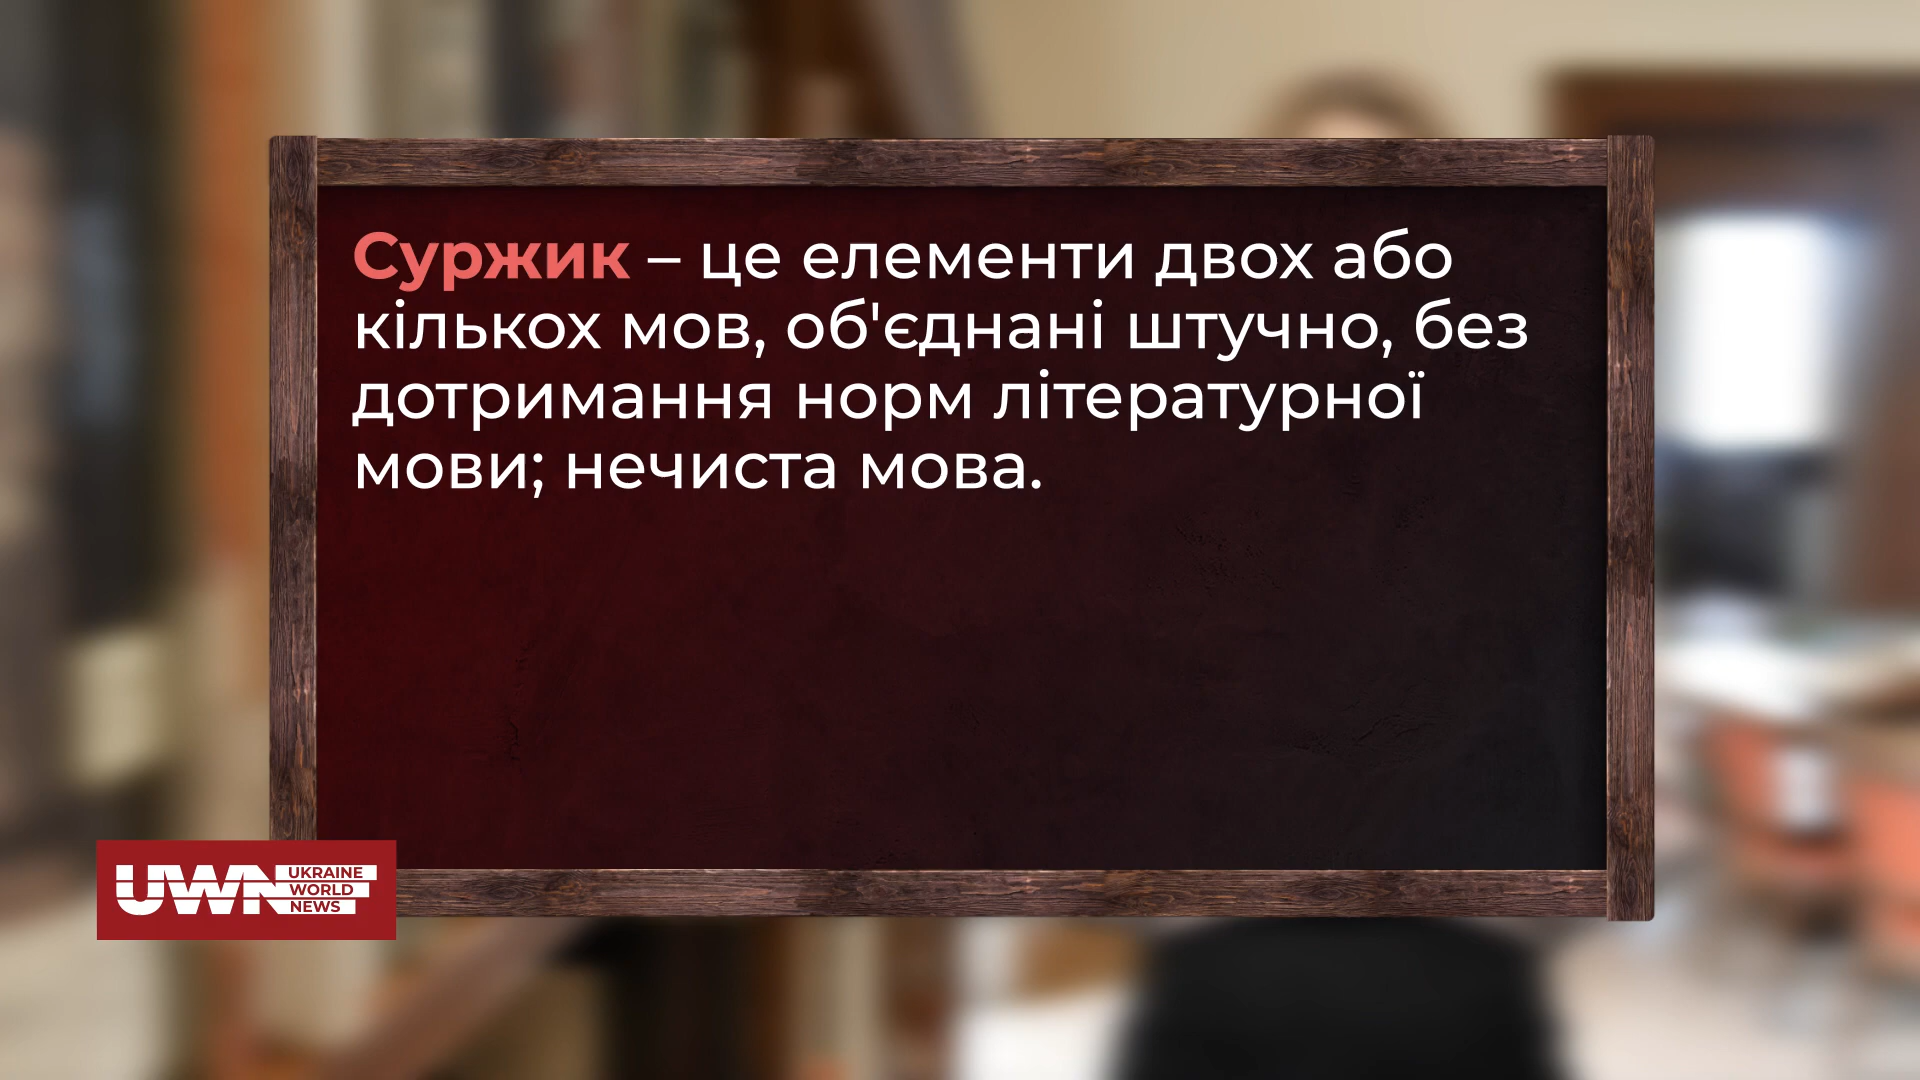 Суржик – це елементи двох або
кількох мов, об'єднані штучно, без
дотримання норм літературної
мови; нечиста мова.
UWN UKRAINE
WORLD
NEWS